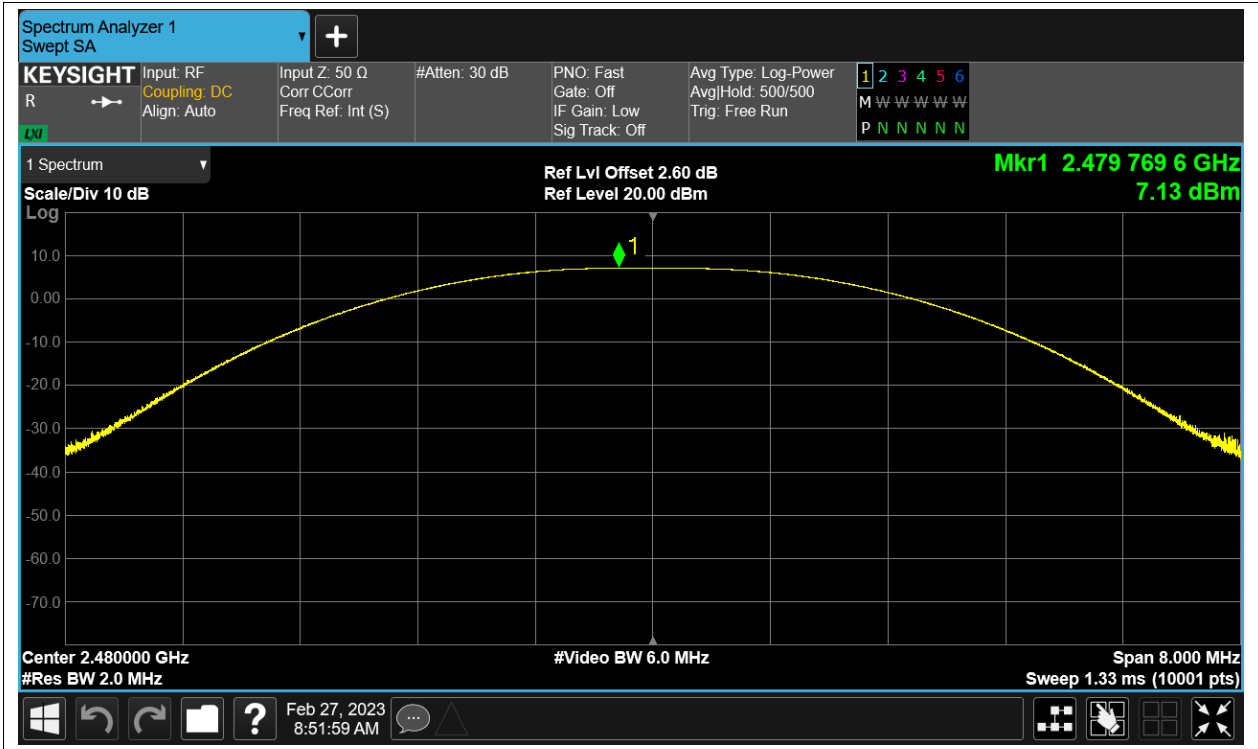 Spectrum Analyzer 1
Swept SA
KEYSIGHT
R
LXI
Input: RF
Coupling: DC
Align: Auto
Input Z: 50 Ω
Corr CCorr
Freq Ref: Int (S)
#Atten: 30 dB
PNO: Fast
Gate: Off
IF Gain: Low
Sig Track: Off
Avg Type: Log-Power
Avg|Hold: 500/500
Trig: Free Run
1 2 3 4 5 6
M W W W W W
P N N N N N
1 Spectrum
Scale/Div 10 dB
Log
Ref Lvl Offset 2.60 dB
Ref Level 20.00 dBm
Mkr1 2.479 769 6 GHz
7.13 dBm
1
10.0
0.00
-10.0
-20.0
-30.0
-40.0
-50.0
-60.0
-70.0
Center 2.480000 GHz
#Res BW 2.0 MHz
#Video BW 6.0 MHz
Span 8.000 MHz
Sweep 1.33 ms (10001 pts)
?
Feb 27, 2023
8:51:59 AM